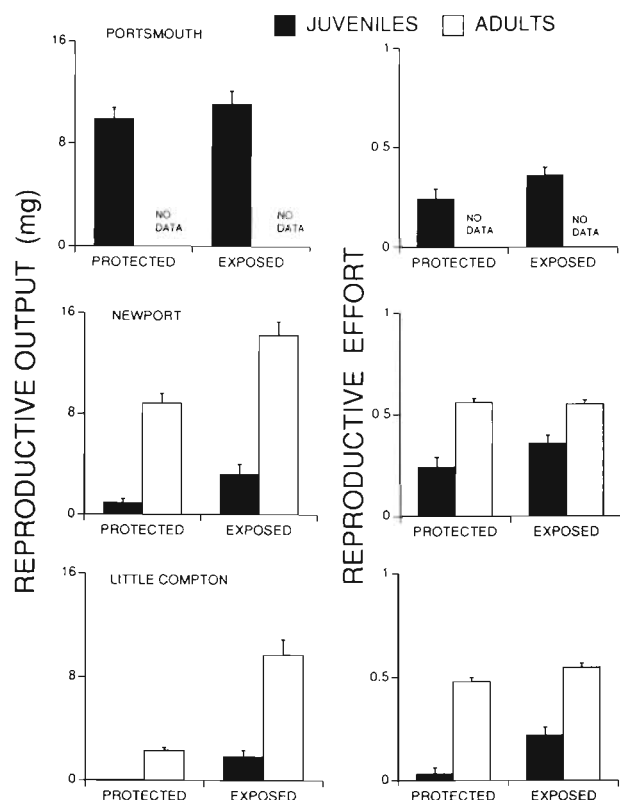 JUVENILES ADULTS
PORTSMOUTH
16
8
0
NO DATA
NO DATA
PROTECTED EXPOSED
1
0 5
0
NO DATA
NO DATA
PROTECTED EXPOSED
REPRODUCTIVE OUTPUT (mg)
REPRODUCTIVE EFFORT
NEWPORT
16
8
0
PROTECTED EXPOSED
1
0 5
0
PROTECTED EXPOSED
LITTLE COMPTON
16
8
0
PROTECTED EXPOSED
1
0.5
0
PROTECTED EXPOSED